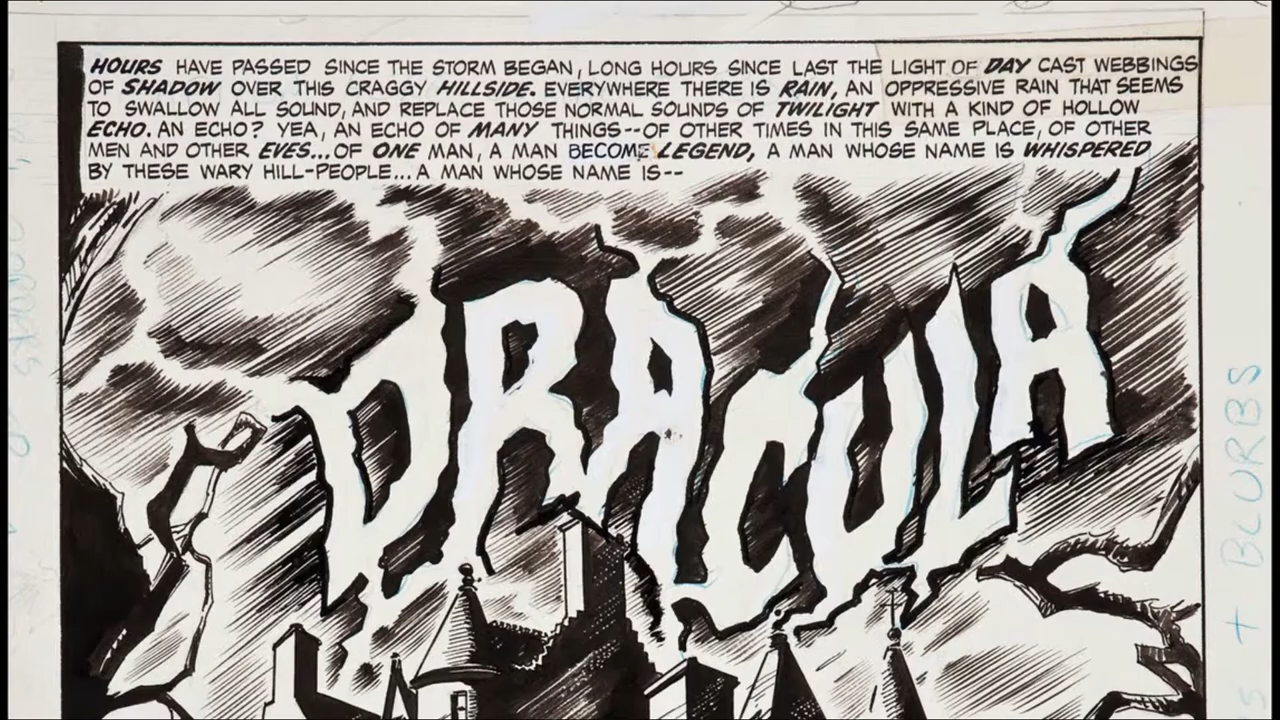 HOURS HAVE PASSED SINCE THE STORM BEGAN, LONG HOURS SINCE LAST THE LIGHT OF DAY CAST WEBBINGS
OF SHADOW OVER THIS CRAGGY HILLSIDE. EVERYWHERE THERE IS RAIN, AN OPPRESSIVE RAIN THAT SEEMS
TO SWALLOW ALL SOUND, AND REPLACE THOSE NORMAL SOUNDS OF TWILIGHT WITH A KIND OF HOLLOW
ECHO. AN ECHO? YEA, AN ECHO OF MANY THINGS--OF OTHER TIMES IN THIS SAME PLACE, OF OTHER
MEN AND OTHER EVES...OF ONE MAN, A MAN BECOME LEGEND, A MAN WHOSE NAME IS WHISPERED
BY THESE WARY HILL-PEOPLE...A MAN WHOSE NAME IS--
DRACULA
+ BLURBS